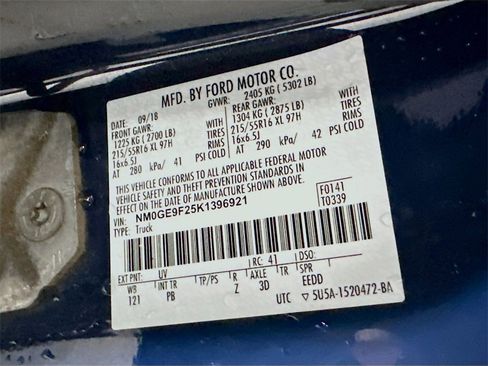 MFD. BY FORD MOTOR CO.
DATE: 09/18 GVWR: 2405 KG ( 5302 LB)
FRONT GAWR: REAR GAWR:
1225 KG ( 2700 LB) WITH 1304 KG ( 2875 LB) WITH
215/55R16 XL 97H TIRES 215/55R16 XL 97H TIRES
16x6.5J RIMS 16x6.5J RIMS
AT 280 kPa/ 41 PSI COLD AT 290 kPa/ 42 PSI COLD
THIS VEHICLE CONFORMS TO ALL APPLICABLE FEDERAL MOTOR
VEHICLE SAFETY AND THEFT PREVENTION STANDARDS IN
EFFECT ON THE DATE OF MANUFACTURE SHOWN ABOVE.
VIN: NM0GE9F25K1396921 F0141
TYPE: Truck T0339
EXT PNT: UV RC: 41 DSO:
WB INT TR TP/PS R AXLE TR SPR
121 PB Z 3D EEDD
UTC ▽5U5A-1520472-BA